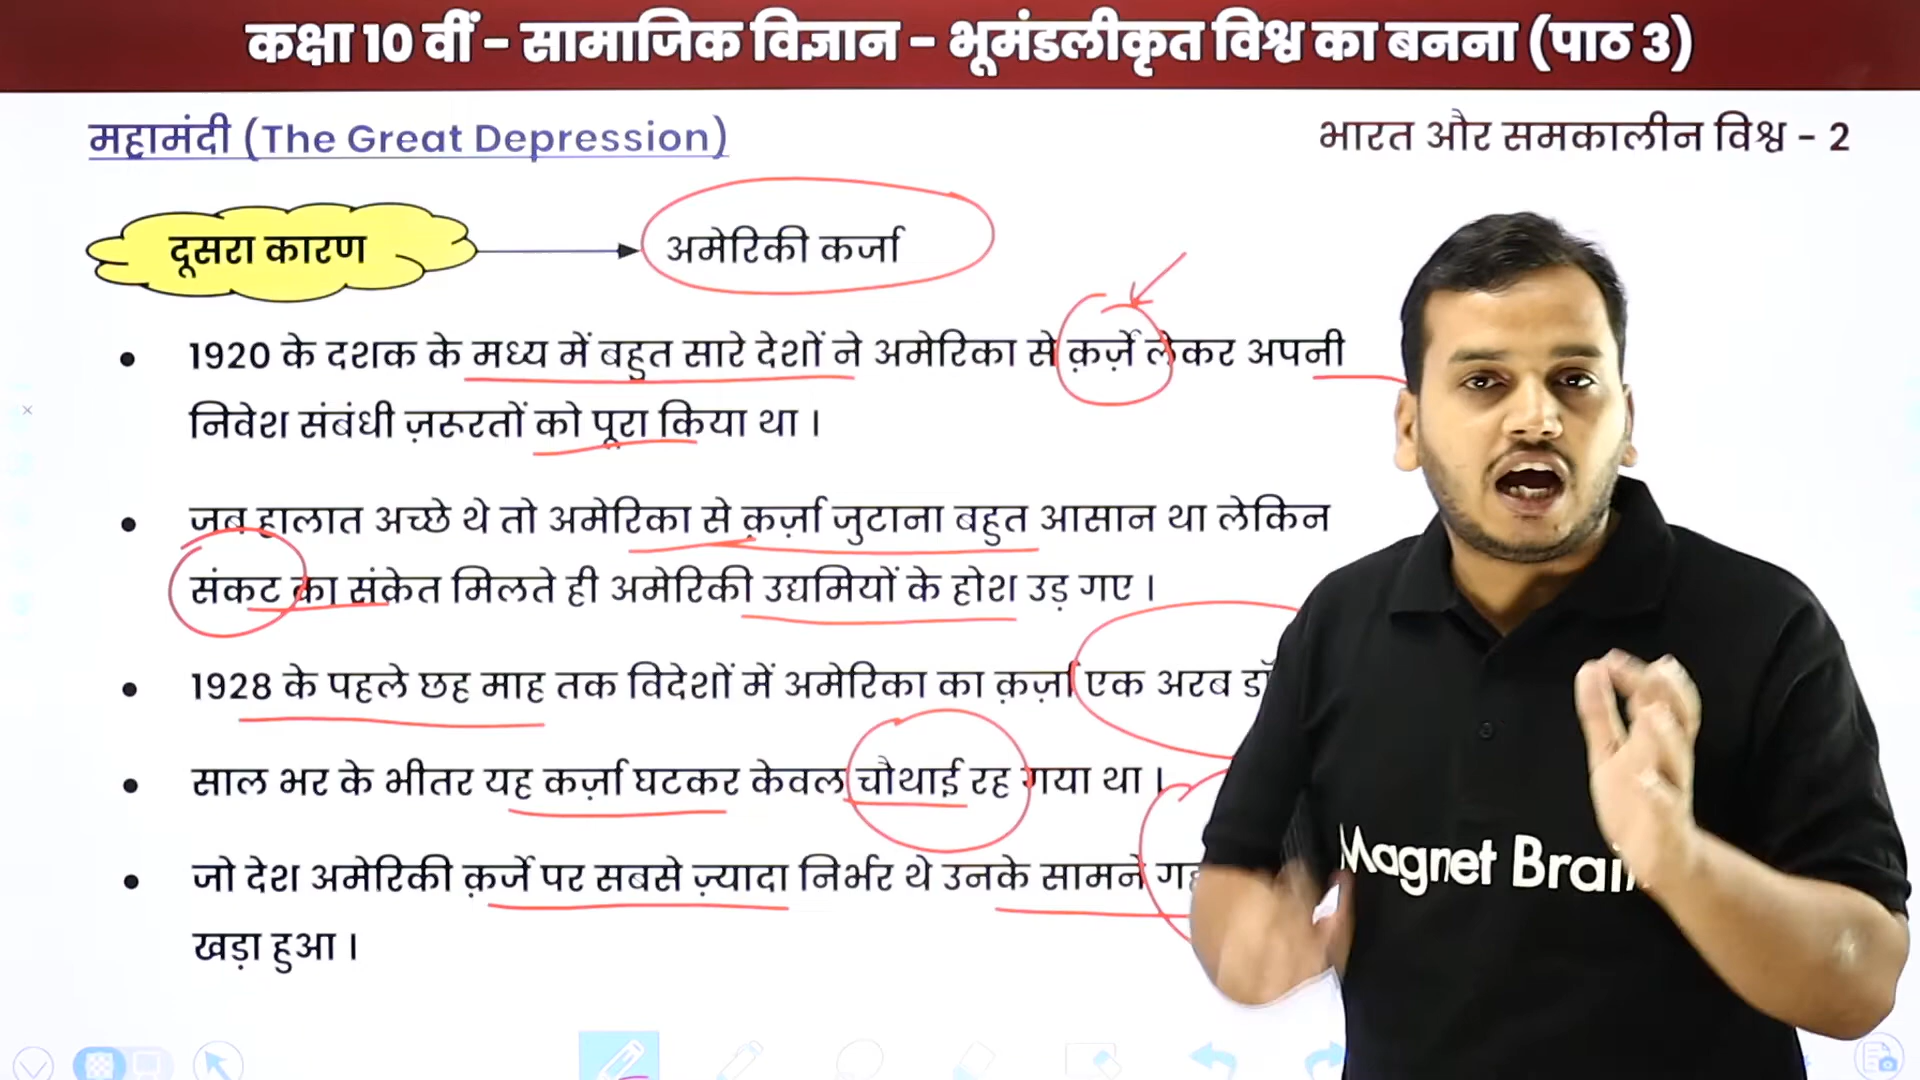 कक्षा 10 वीं - सामाजिक विज्ञान - भूमंडलीकृत विश्व का बनना (पाठ 3)
महामंदी (The Great Depression)
भारत और समकालीन विश्व - 2
दूसरा कारण
अमेरिकी कर्जा
1920 के दशक के मध्य में बहुत सारे देशों ने अमेरिका से क़र्ज़े लेकर अपनी
निवेश संबंधी ज़रूरतों को पूरा किया था ।
जब हालात अच्छे थे तो अमेरिका से क़र्ज़ा जुटाना बहुत आसान था लेकिन
संकट का संकेत मिलते ही अमेरिकी उद्यमियों के होश उड़ गए ।
1928 के पहले छह माह तक विदेशों में अमेरिका का क़र्ज़ा एक अरब
साल भर के भीतर यह कर्ज़ा घटकर केवल चौथाई रह गया था ।
जो देश अमेरिकी क़र्जे पर सबसे ज़्यादा निर्भर थे उनके सामने
खड़ा हुआ ।
Magnet Brain